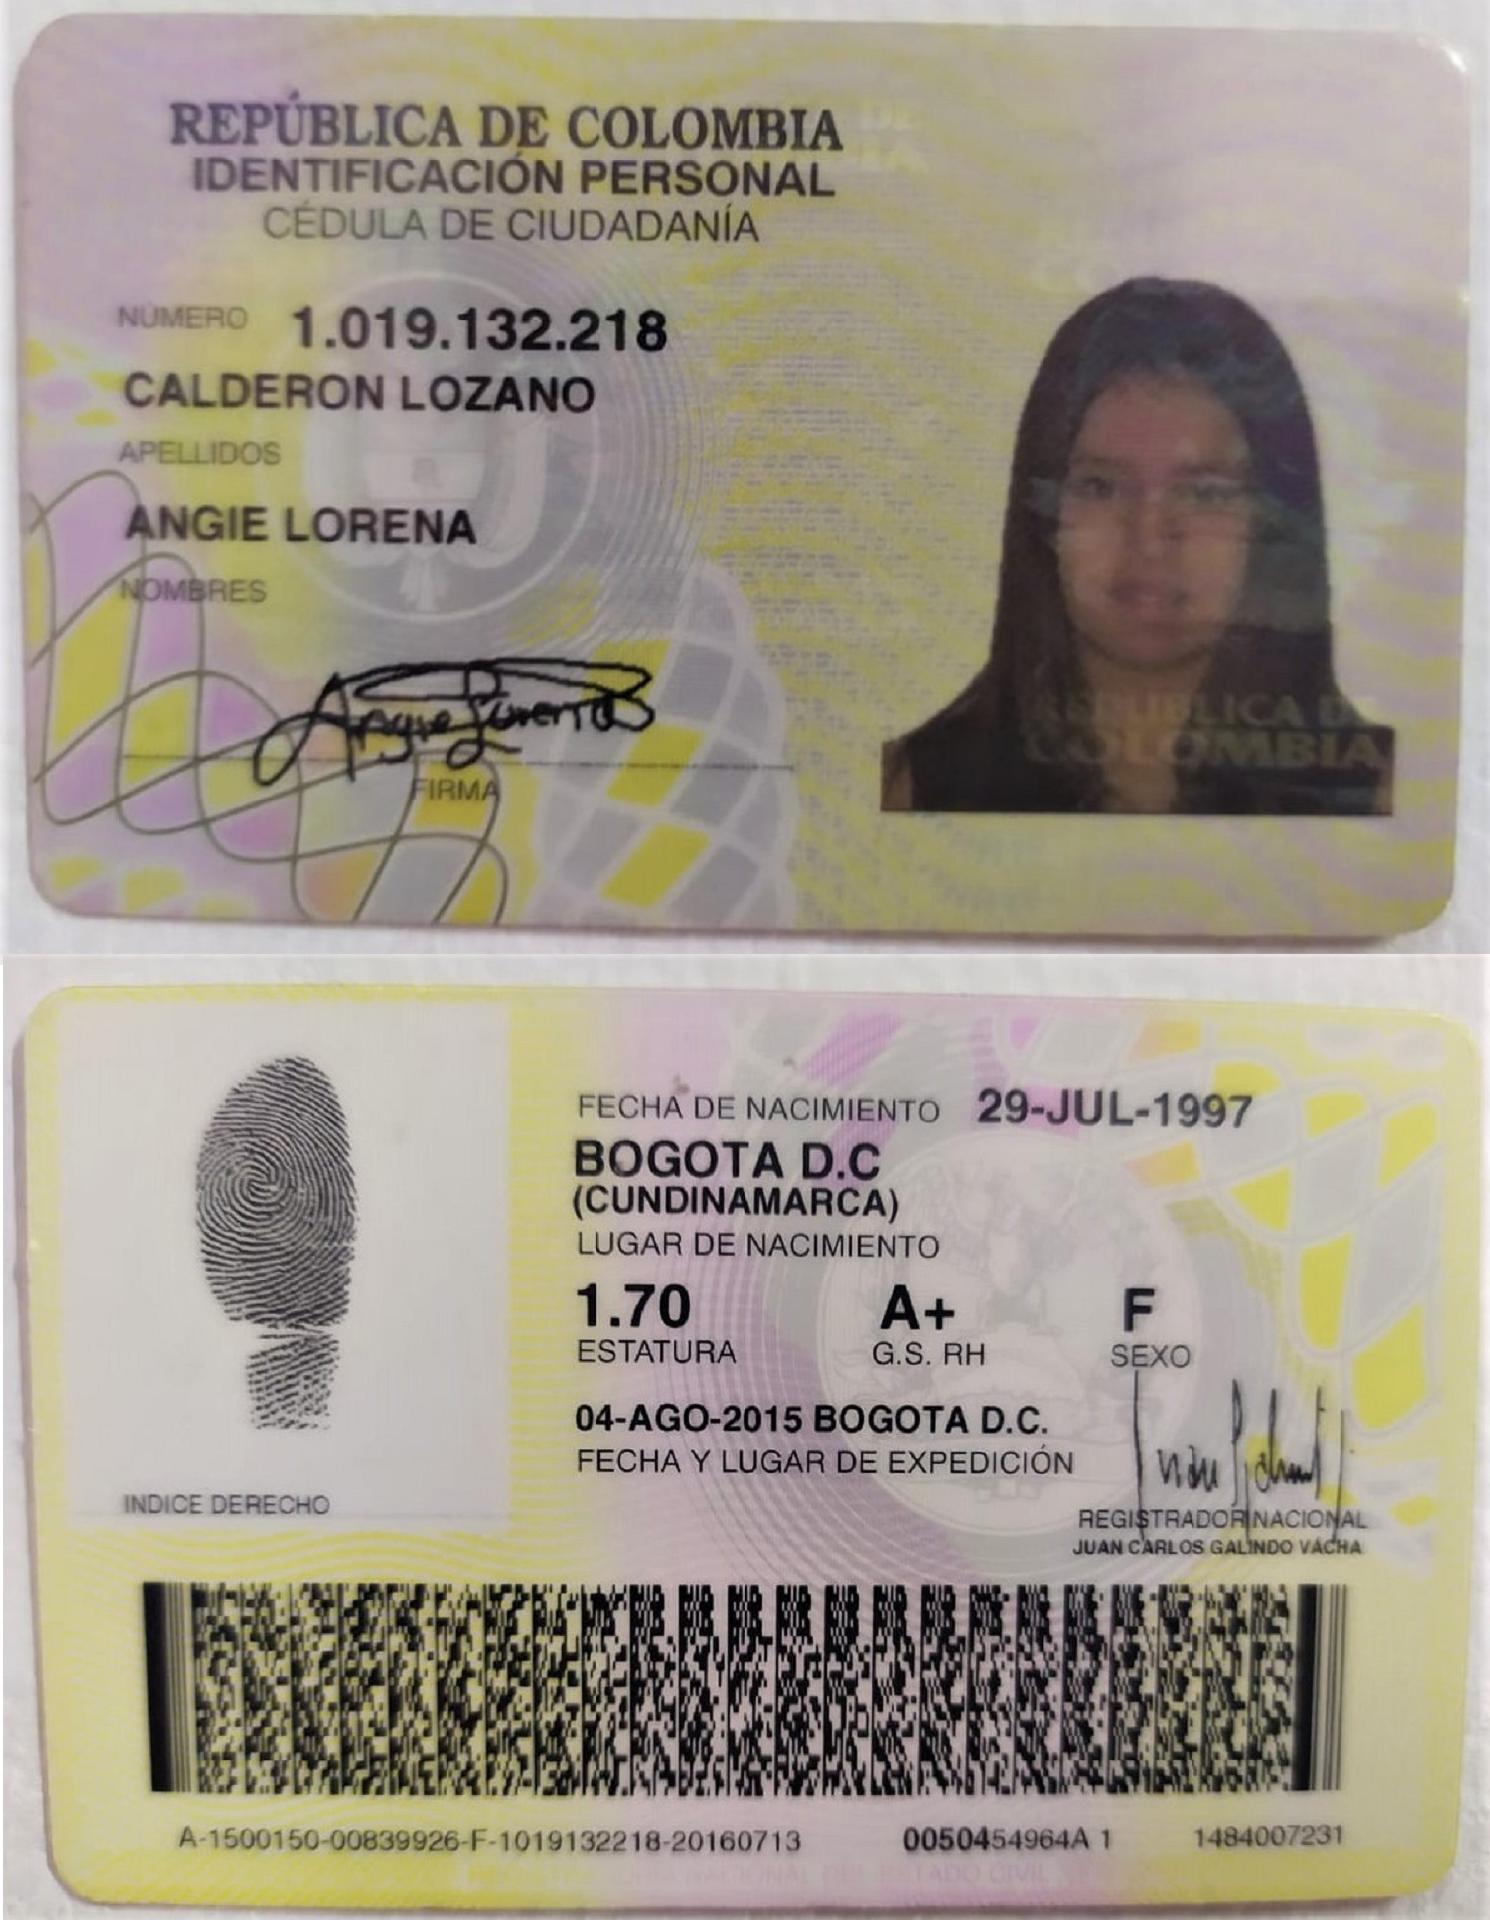 REPÚBLICA DE COLOMBIA
IDENTIFICACIÓN PERSONAL
CÉDULA DE CIUDADANÍA
NÚMERO 1.019.132.218
CALDERON LOZANO
APELLIDOS
ANGIE LORENA
NOMBRES
Angie Lorena
FIRMA
REPUBLICA DE
COLOMBIA
FECHA DE NACIMIENTO 29-JUL-1997
BOGOTA D.C
(CUNDINAMARCA)
LUGAR DE NACIMIENTO
1.70 A+ F
ESTATURA G.S. RH SEXO
04-AGO-2015 BOGOTA D.C.
FECHA Y LUGAR DE EXPEDICIÓN
INDICE DERECHO
REGISTRADOR NACIONAL
JUAN CARLOS GALINDO VÁCHA
A-1500150-00839926-F-1019132218-20160713 0050454964A 1 1484007231